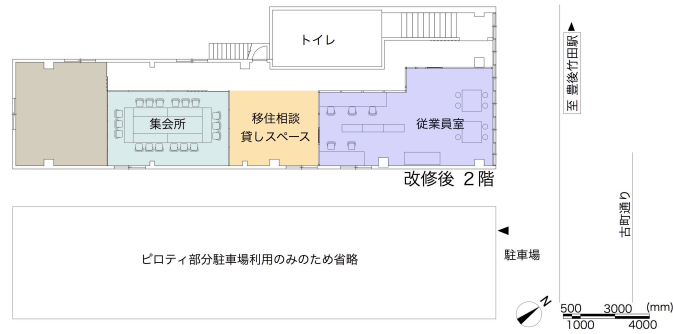 トイレ
至 豊後竹田駅▲
集会所
移住相談
貸しスペース
従業員室
改修後 2階
古町通り
ピロティ部分駐車場利用のみのため省略
駐車場
N
500 3000 (mm)
1000 4000